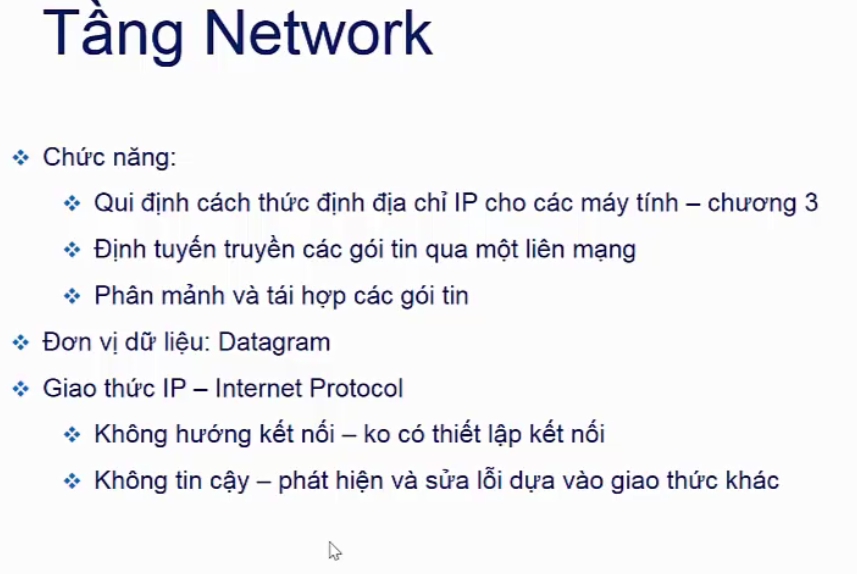 Tầng Network
Chức năng:
Qui định cách thức định địa chỉ IP cho các máy tính – chương 3
Định tuyến truyền các gói tin qua một liên mạng
Phân mảnh và tái hợp các gói tin
Đơn vị dữ liệu: Datagram
Giao thức IP – Internet Protocol
Không hướng kết nối – ko có thiết lập kết nối
Không tin cậy – phát hiện và sửa lỗi dựa vào giao thức khác